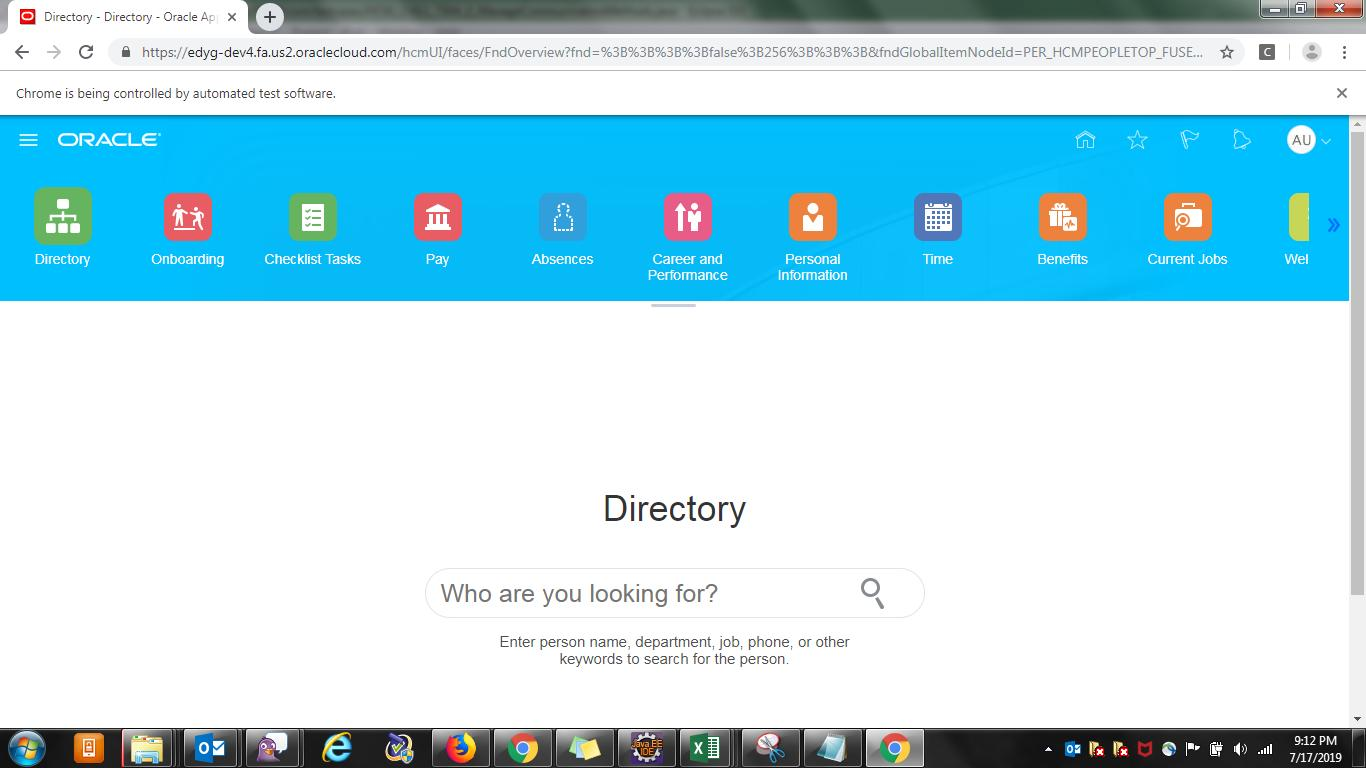 Directory - Directory - Oracle Ap
https://edyg-dev4.fa.us2.oraclecloud.com/hcmUI/faces/FndOverview?fnd=%3B%3B%3B%3Bfalse%3B256%3B%3B%3B&fndGlobalItemNodeId=PER_HCMPEOPLETOP_FUSE...
C
Chrome is being controlled by automated test software.
ORACLE
AU
Directory
Onboarding
Checklist Tasks
Pay
Absences
Career and
Performance
Personal
Information
Time
Benefits
Current Jobs
Wel
Directory
Who are you looking for?
Enter person name, department, job, phone, or other
keywords to search for the person.
Java EE
IDE
9:12 PM
7/17/2019